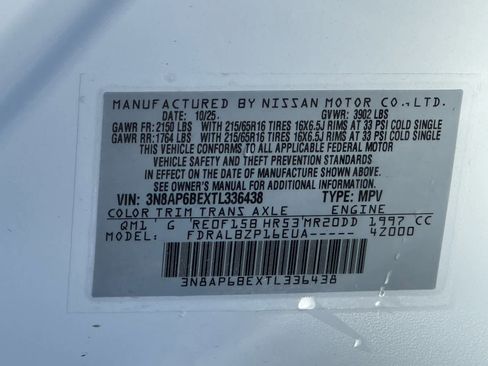 MANUFACTURED BY NISSAN MOTOR CO.,LTD.
DATE: 10/25 GVWR: 3902 LBS
GAWR FR: 2150 LBS WITH 215/65R16 TIRES 16X6.5J RIMS AT 33 PSI COLD SINGLE
GAWR RR: 1764 LBS WITH 215/65R16 TIRES 16X6.5J RIMS AT 33 PSI COLD SINGLE
THIS VEHICLE CONFORMS TO ALL APPLICABLE FEDERAL MOTOR
VEHICLE SAFETY AND THEFT PREVENTION STANDARDS
IN EFFECT ON THE DATE OF MANUFACTURE SHOWN ABOVE.
SEE OWNER'S MANUAL FOR ADDITIONAL INFORMATION
VIN: 3N8AP6BEXTL336438 TYPE: MPV
COLOR TRIM TRANS AXLE ENGINE
QM1 G RE0F15B HR53 MR20DD 1997 CC
MODEL: FDRALBZP16EUA- 4Z000
3N8AP6BEXTL336438